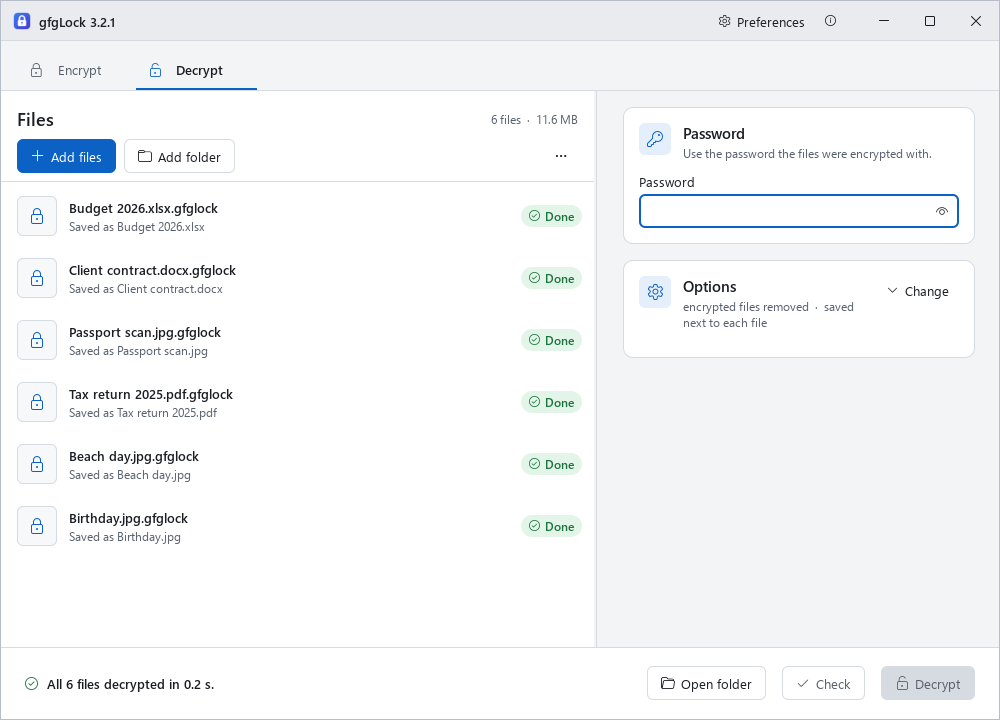 gfgLock 3.2.1
Preferences
Encrypt
Decrypt
Files
6 files · 11.6 MB
Add files
Add folder
Budget 2026.xlsx.gfglock
Saved as Budget 2026.xlsx
Done
Client contract.docx.gfglock
Saved as Client contract.docx
Done
Passport scan.jpg.gfglock
Saved as Passport scan.jpg
Done
Tax return 2025.pdf.gfglock
Saved as Tax return 2025.pdf
Done
Beach day.jpg.gfglock
Saved as Beach day.jpg
Done
Birthday.jpg.gfglock
Saved as Birthday.jpg
Done
Password
Use the password the files were encrypted with.
Password
Options
encrypted files removed · saved
next to each file
Change
All 6 files decrypted in 0.2 s.
Open folder
Check
Decrypt